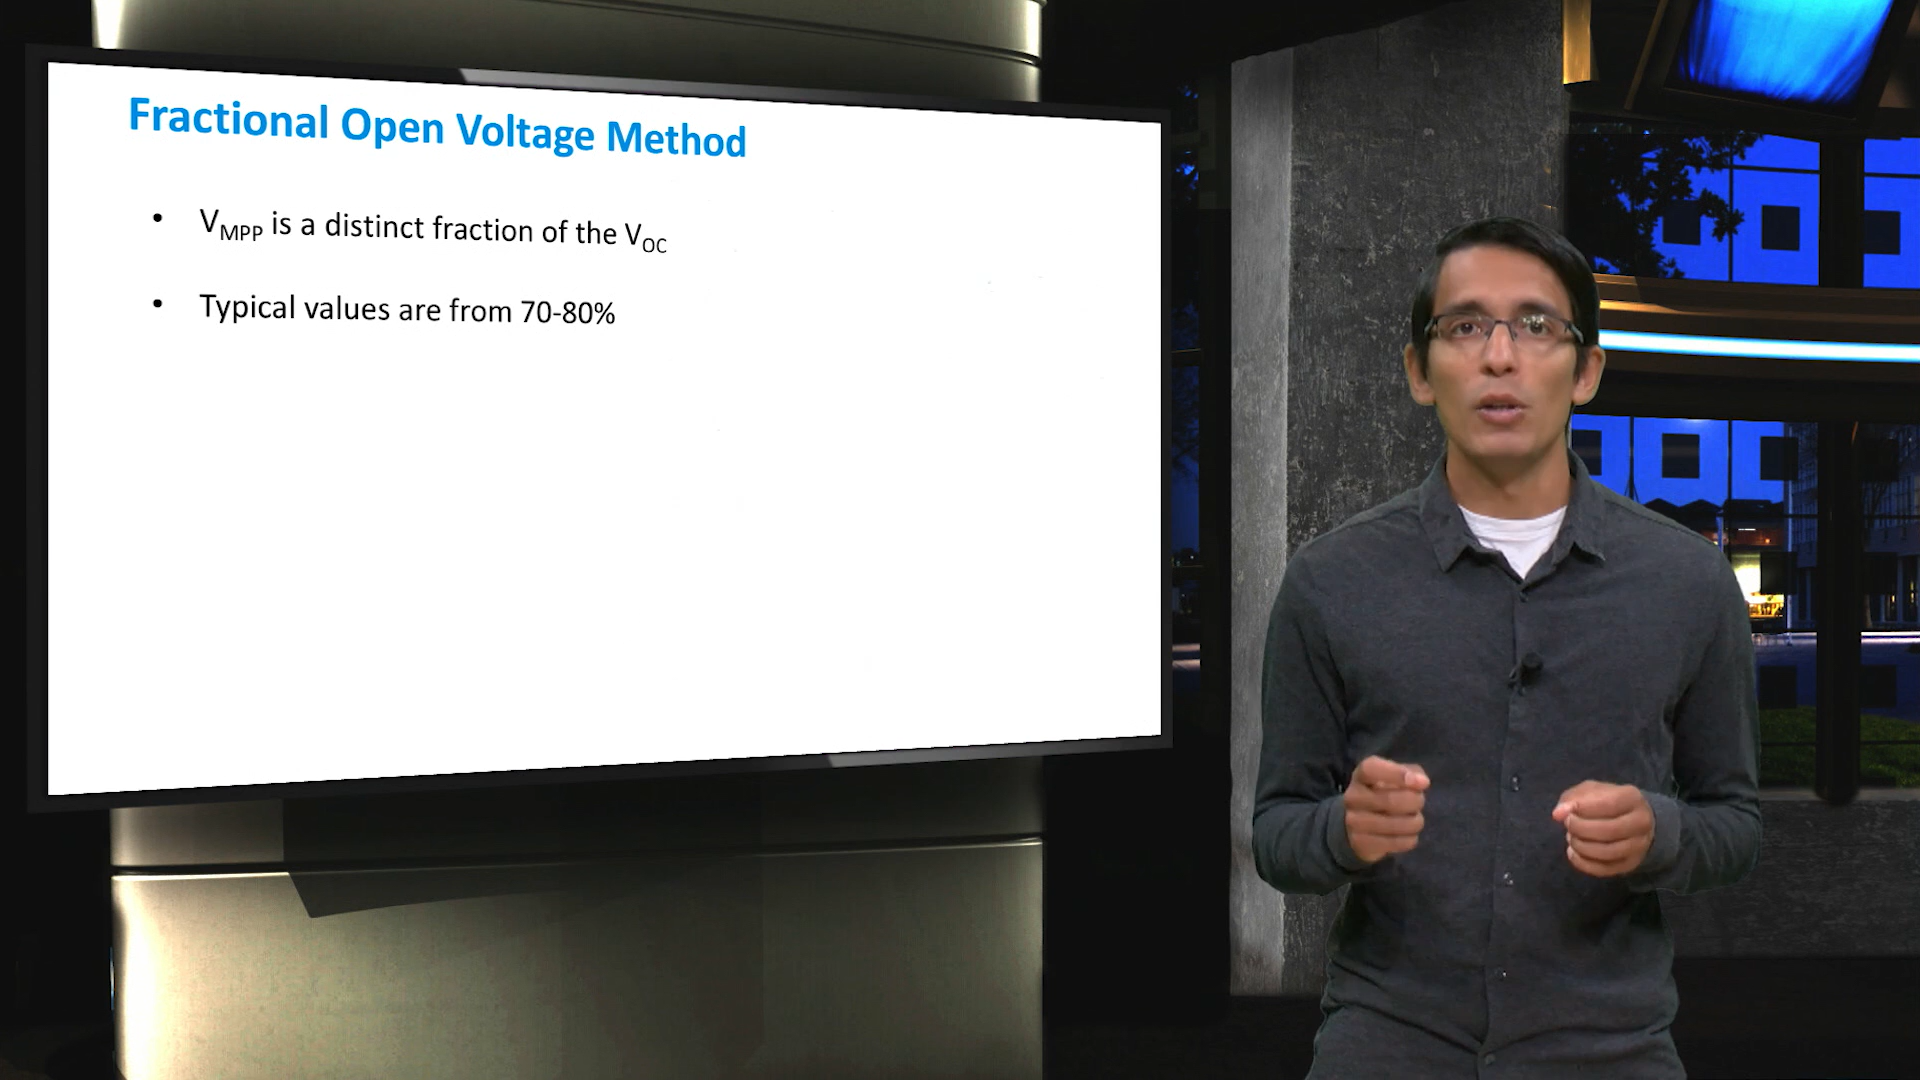 Fractional Open Voltage Method
• V_MPP is a distinct fraction of the V_OC
• Typical values are from 70-80%